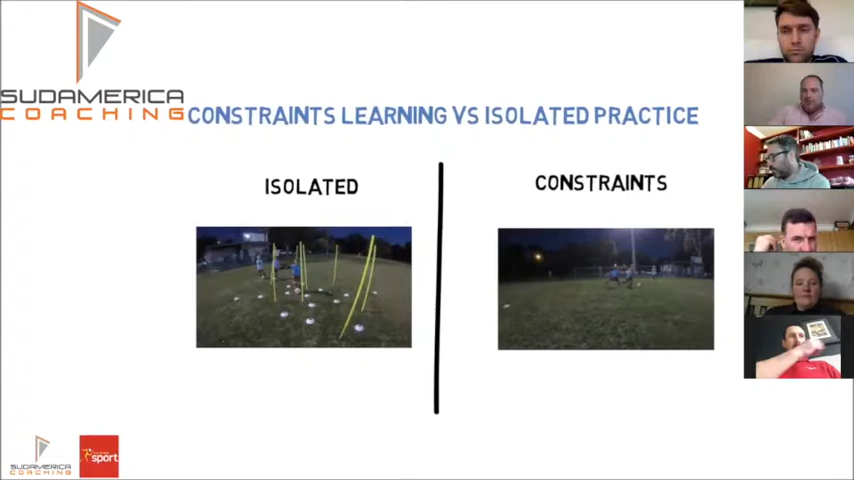 SUDAMERICA
COACHING
CONSTRAINTS LEARNING VS ISOLATED PRACTICE
ISOLATED
CONSTRAINTS
SUDAMERICA
COACHING
sport